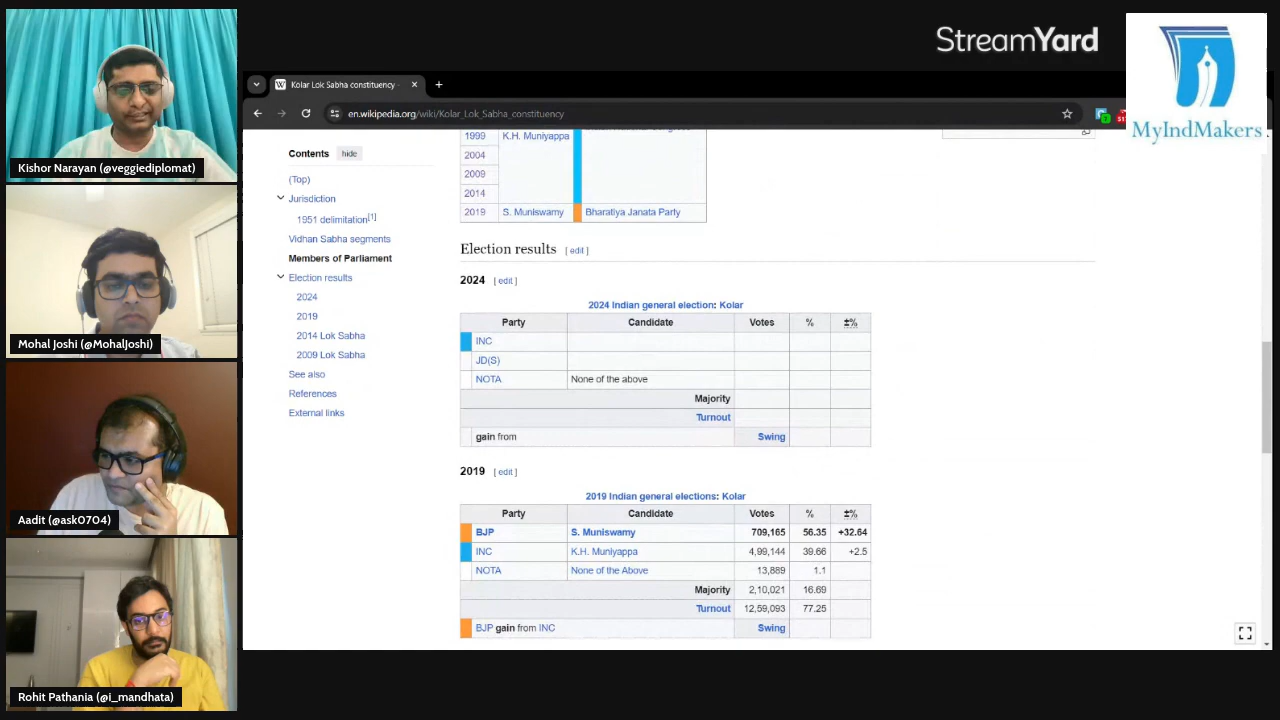 StreamYard
MyIndMakers
Kishor Narayan (@veggiediplomat)
Mohal Joshi (@MohalJoshi)
Aadit (@ask0704)
Rohit Pathania (@i_mandhata)
Kolar Lok Sabha constituency -
en.wikipedia.org/wiki/Kolar_Lok_Sabha_constituency
Contents hide
(Top)
Jurisdiction
1951 delimitation[1]
Vidhan Sabha segments
Members of Parliament
Election results
2024
2019
2014 Lok Sabha
2009 Lok Sabha
See also
References
External links
1999 K.H. Muniyappa
2004
2009
2014
2019 S. Muniswamy Bharatiya Janata Party
Election results [ edit ]
2024 [ edit ]
2024 Indian general election: Kolar
Party Candidate Votes % ±%
INC
JD(S)
NOTA None of the above
Majority
Turnout
gain from Swing
2019 [ edit ]
2019 Indian general elections: Kolar
Party Candidate Votes % ±%
BJP S. Muniswamy 709,165 56.35 +32.64
INC K.H. Muniyappa 4,99,144 39.66 +2.5
NOTA None of the Above 13,889 1.1
Majority 2,10,021 16.69
Turnout 12,59,093 77.25
BJP gain from INC Swing